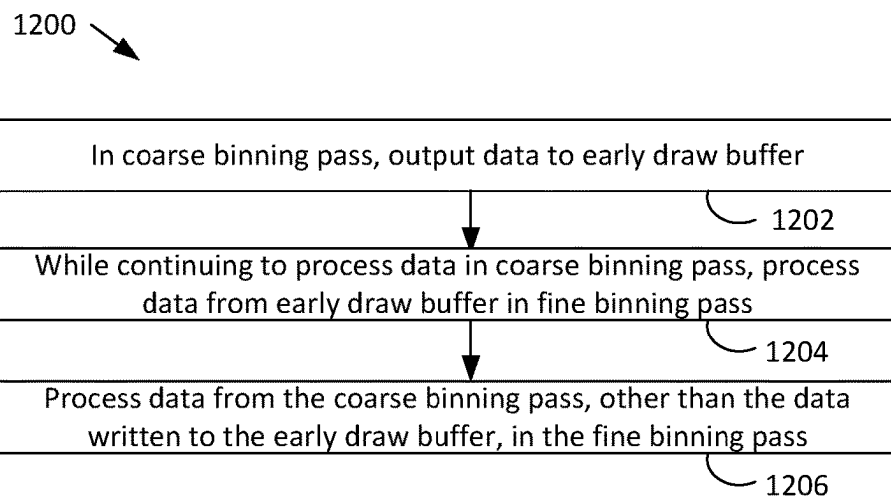 1200
In coarse binning pass, output data to early draw buffer
1202
While continuing to process data in coarse binning pass, process
data from early draw buffer in fine binning pass
1204
Process data from the coarse binning pass, other than the data
written to the early draw buffer, in the fine binning pass
1206